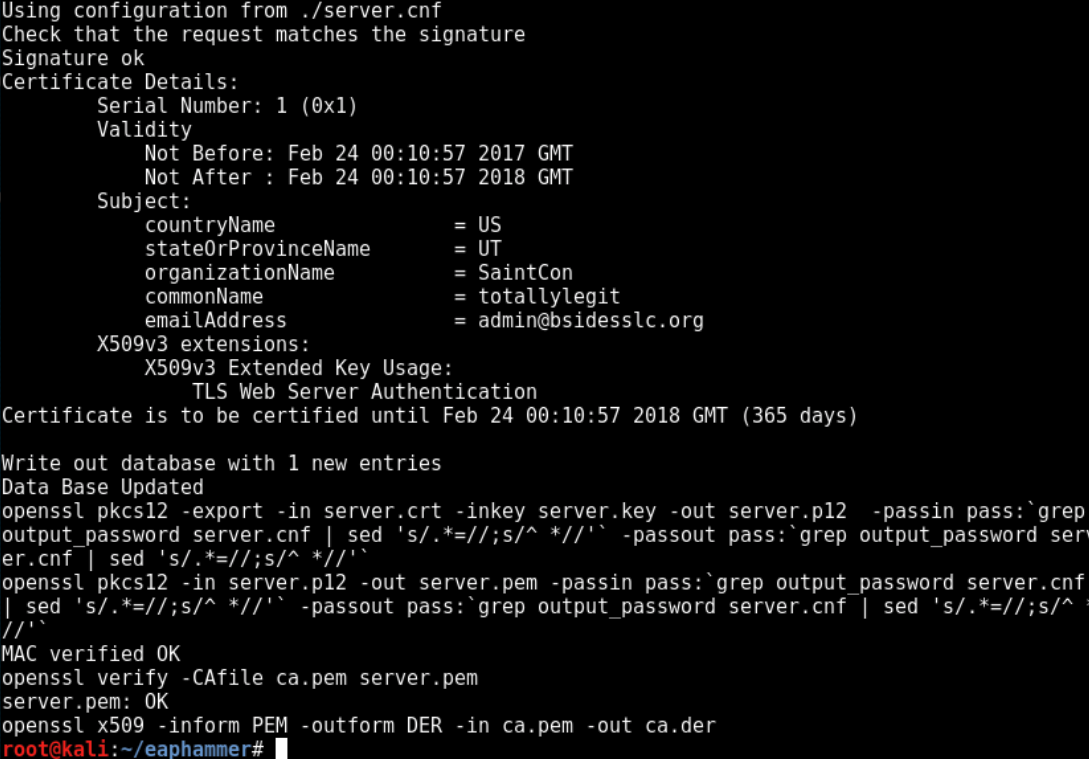 Using configuration from ./server.cnf
Check that the request matches the signature
Signature ok
Certificate Details:
        Serial Number: 1 (0x1)
        Validity
            Not Before: Feb 24 00:10:57 2017 GMT
            Not After : Feb 24 00:10:57 2018 GMT
        Subject:
            countryName               = US
            stateOrProvinceName       = UT
            organizationName          = SaintCon
            commonName                = totallylegit
            emailAddress              = admin@bsidesslc.org
        X509v3 extensions:
            X509v3 Extended Key Usage:
                TLS Web Server Authentication
Certificate is to be certified until Feb 24 00:10:57 2018 GMT (365 days)

Write out database with 1 new entries
Data Base Updated
openssl pkcs12 -export -in server.crt -inkey server.key -out server.p12  -passin pass:`grep
output_password server.cnf | sed 's/.*=//;s/^ *//'` -passout pass:`grep output_password serv
er.cnf | sed 's/.*=//;s/^ *//'`
openssl pkcs12 -in server.p12 -out server.pem -passin pass:`grep output_password server.cnf
| sed 's/.*=//;s/^ *//'` -passout pass:`grep output_password server.cnf | sed 's/.*=//;s/^ *
//'`
MAC verified OK
openssl verify -CAfile ca.pem server.pem
server.pem: OK
openssl x509 -inform PEM -outform DER -in ca.pem -out ca.der
root@kali:~/eaphammer#